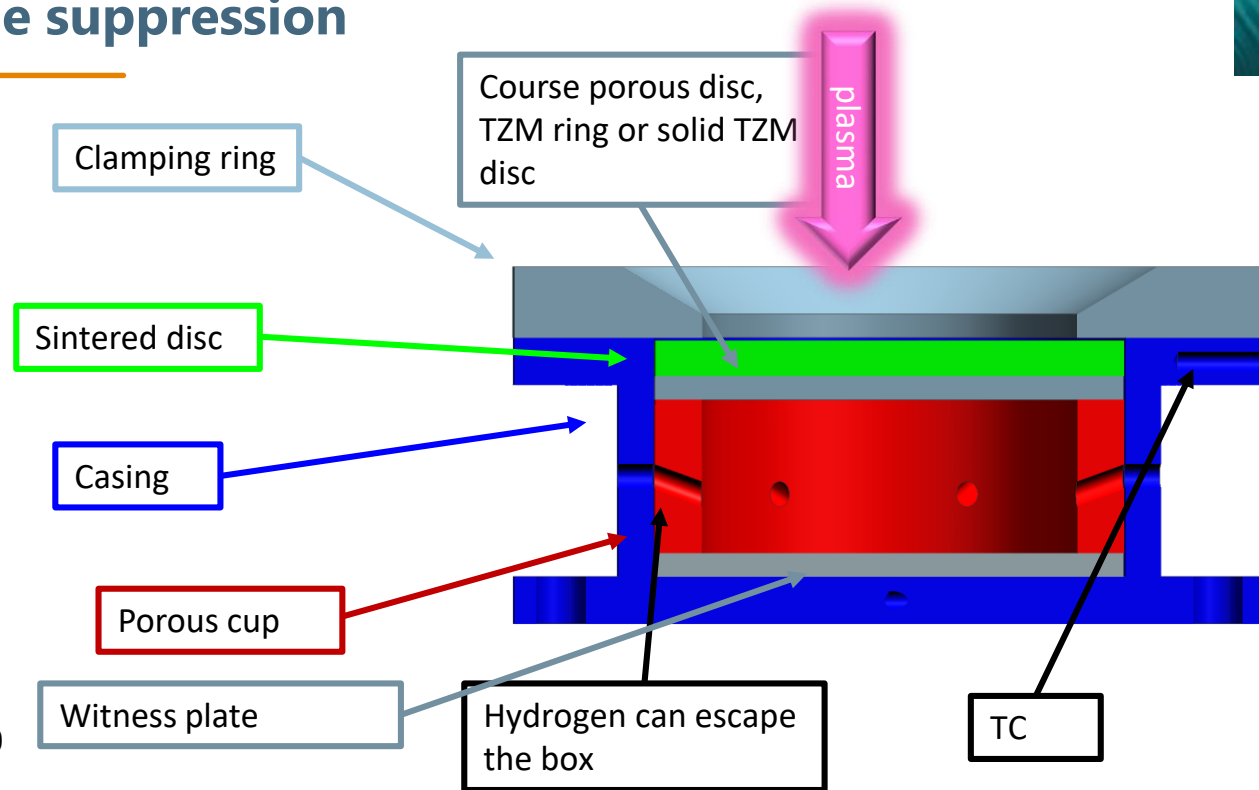 e suppression
Course porous disc,
TZM ring or solid TZM
disc
plasma
Clamping ring
Sintered disc
Casing
Porous cup
Witness plate
Hydrogen can escape
the box
TC
)